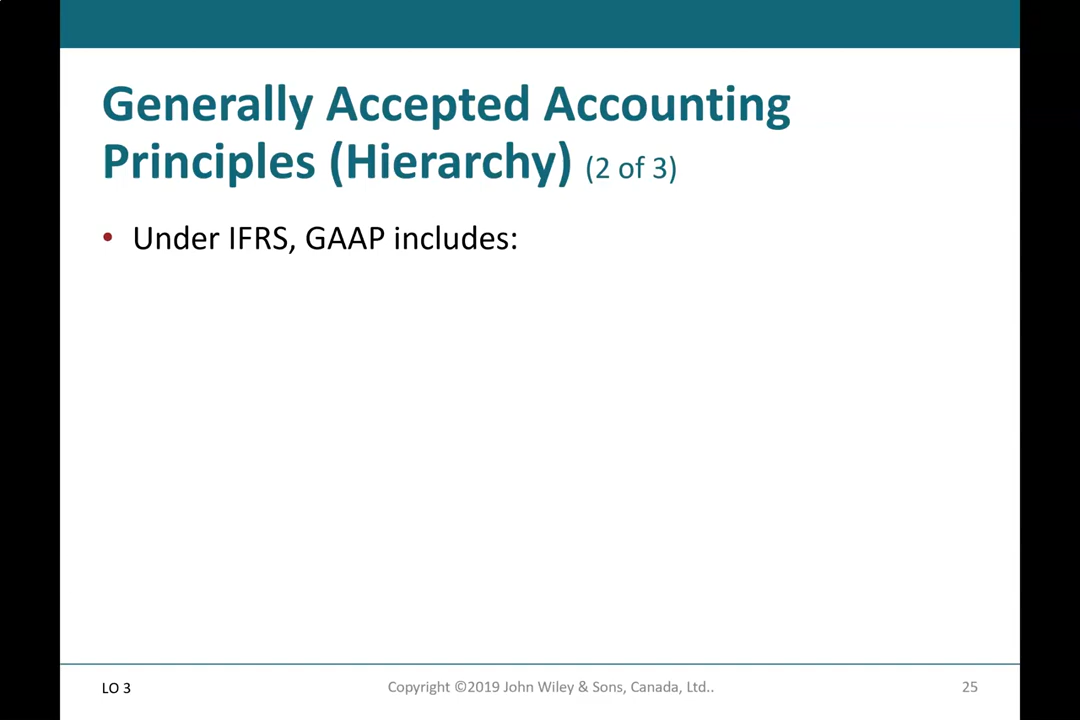 Generally Accepted Accounting
Principles (Hierarchy) (2 of 3)
• Under IFRS, GAAP includes:
LO 3
Copyright ©2019 John Wiley & Sons, Canada, Ltd..
25